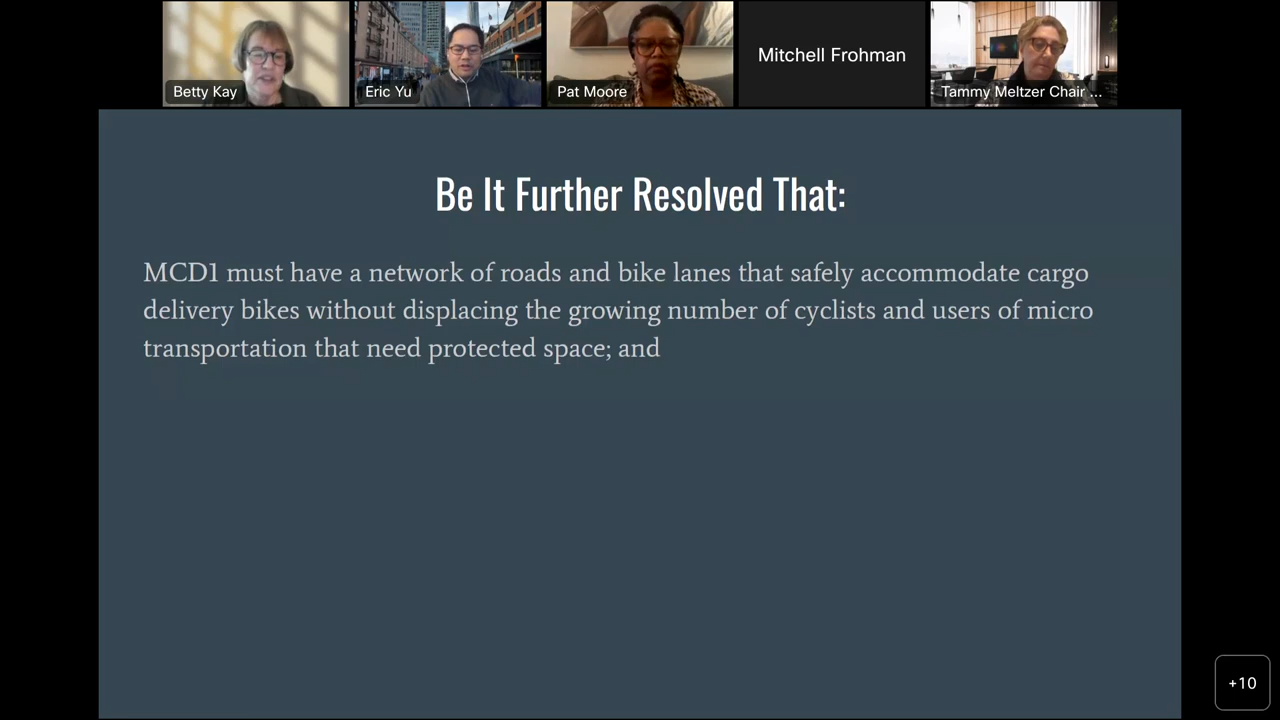 Betty Kay
Eric Yu
Pat Moore
Mitchell Frohman
Tammy Meltzer Chair ...
Be It Further Resolved That:
MCD1 must have a network of roads and bike lanes that safely accommodate cargo
delivery bikes without displacing the growing number of cyclists and users of micro
transportation that need protected space; and
+10